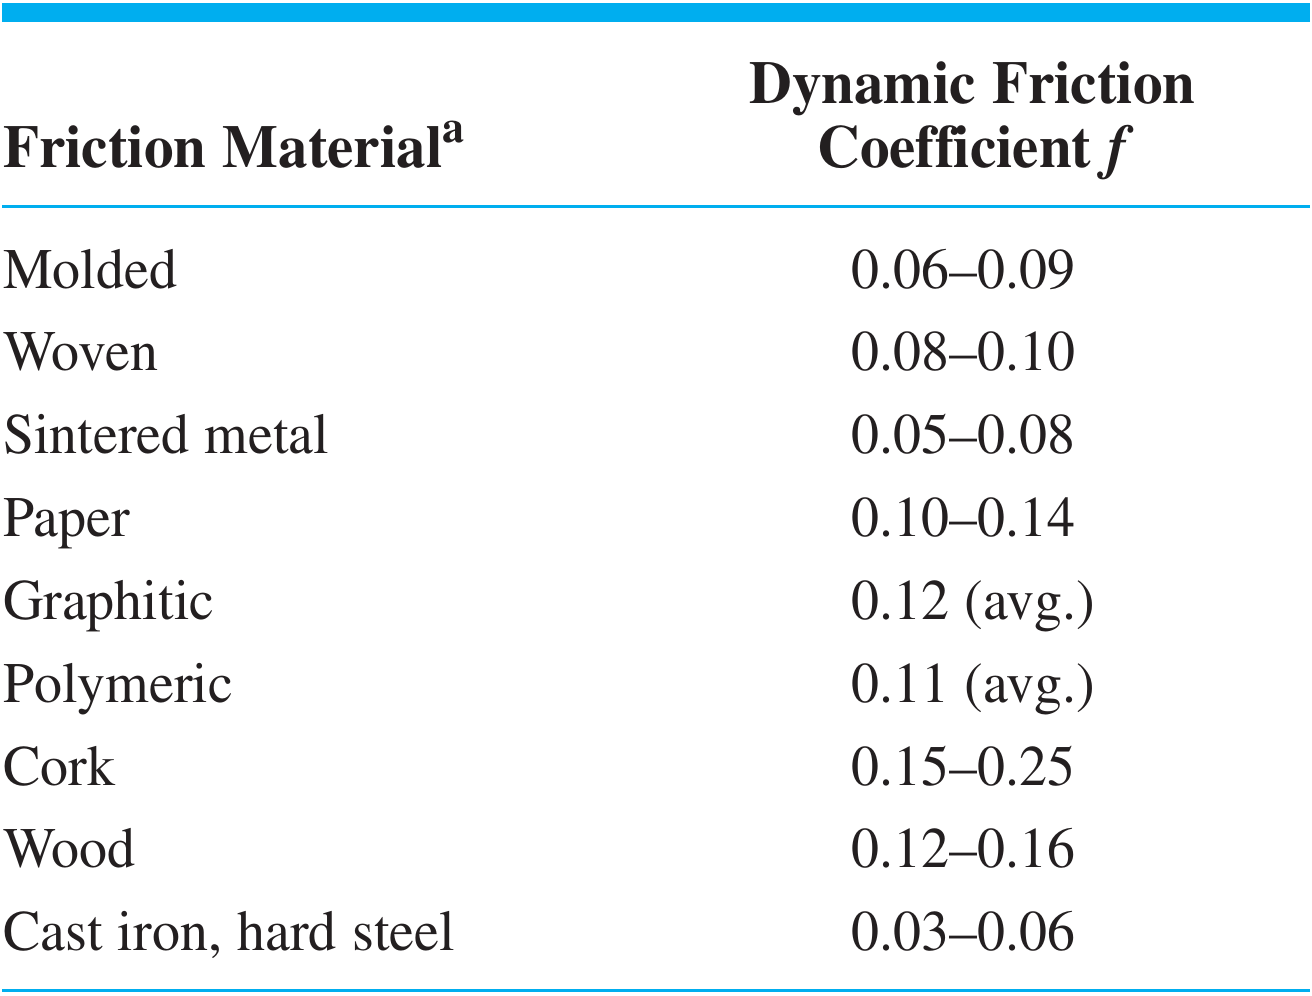 Dynamic Friction
Friction Materialᵃ Coefficient f
Molded 0.06–0.09
Woven 0.08–0.10
Sintered metal 0.05–0.08
Paper 0.10–0.14
Graphitic 0.12 (avg.)
Polymeric 0.11 (avg.)
Cork 0.15–0.25
Wood 0.12–0.16
Cast iron, hard steel 0.03–0.06